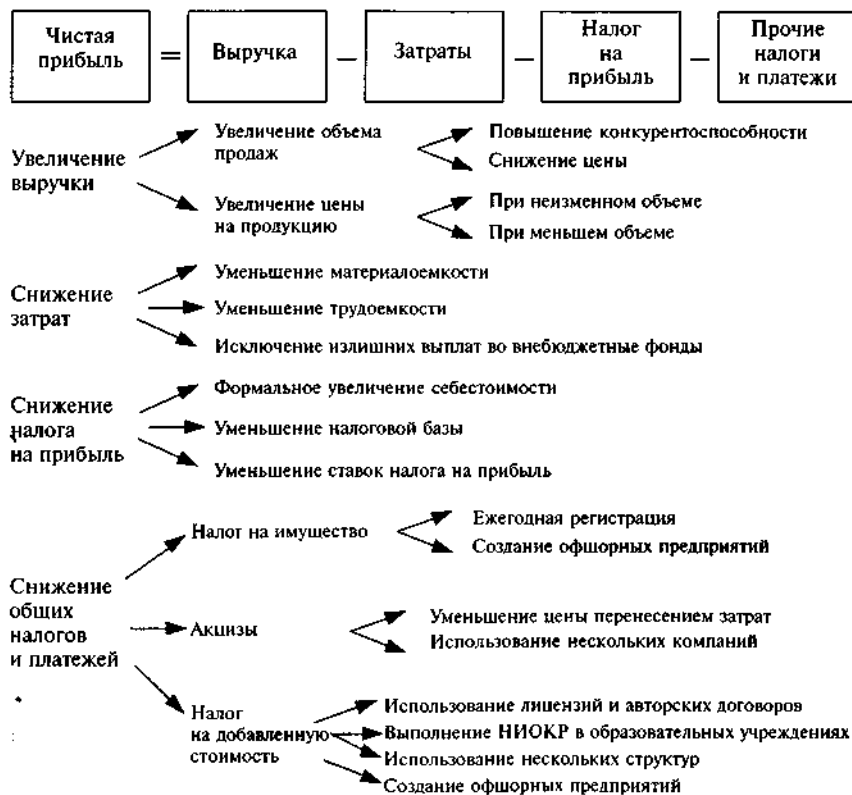 Чистая прибыль = Выручка − Затраты − Налог на прибыль − Прочие налоги и платежи
Увеличение выручки
Увеличение объема
продаж
Повышение конкурентоспособности
Снижение цены
Увеличение цены
на продукцию
При неизменном объеме
При меньшем объеме
Снижение
затрат
Уменьшение материалоемкости
Уменьшение трудоемкости
Исключение излишних выплат во внебюджетные фонды
Снижение
налога
на прибыль
Формальное увеличение себестоимости
Уменьшение налоговой базы
Уменьшение ставок налога на прибыль
Снижение
общих
налогов
и платежей
Налог на имущество
Ежегодная регистрация
Создание офшорных предприятий
Акцизы
Уменьшение цены перенесением затрат
Использование нескольких компаний
Налог
на добавленную
стоимость
Использование лицензий и авторских договоров
Выполнение НИОКР в образовательных учреждениях
Использование нескольких структур
Создание офшорных предприятий